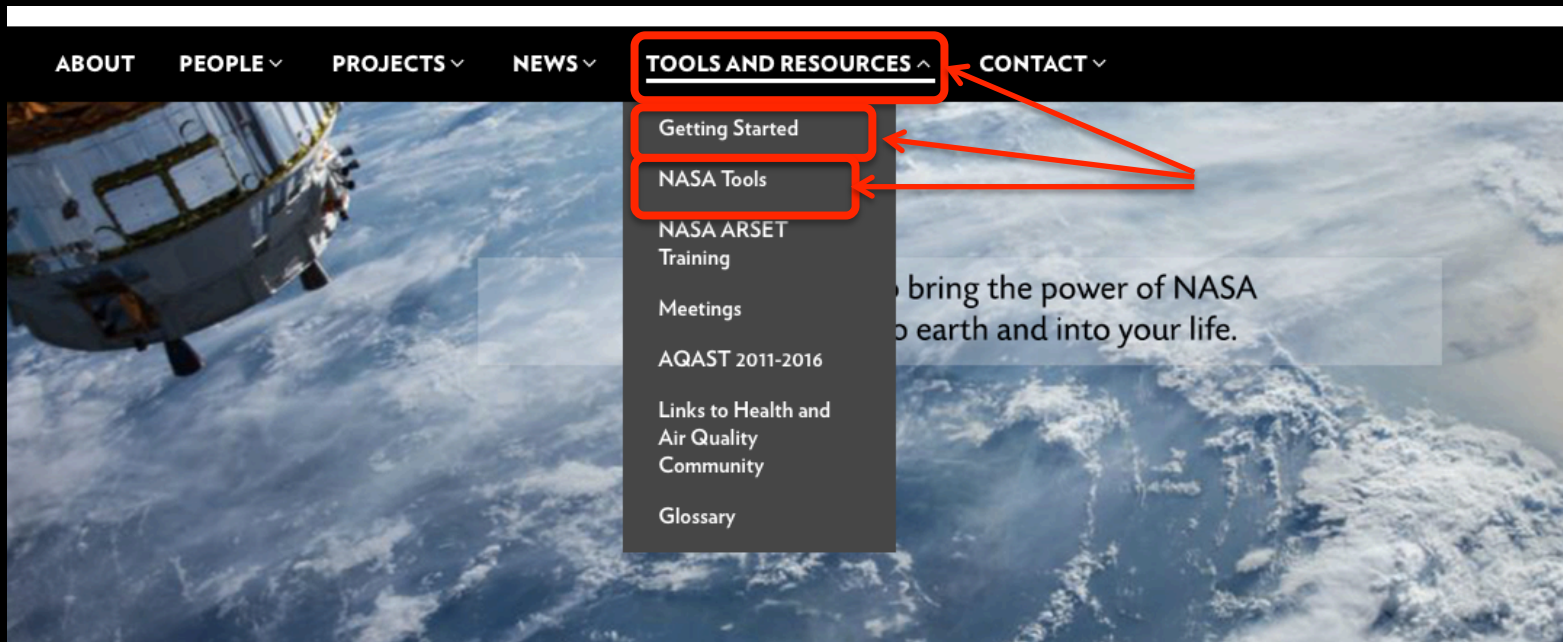 ABOUT PEOPLE PROJECTS NEWS TOOLS AND RESOURCES CONTACT
Getting Started
NASA Tools
NASA ARSET
Training
Meetings
AQAST 2011-2016
Links to Health and
Air Quality
Community
Glossary
bring the power of NASA
earth and into your life.